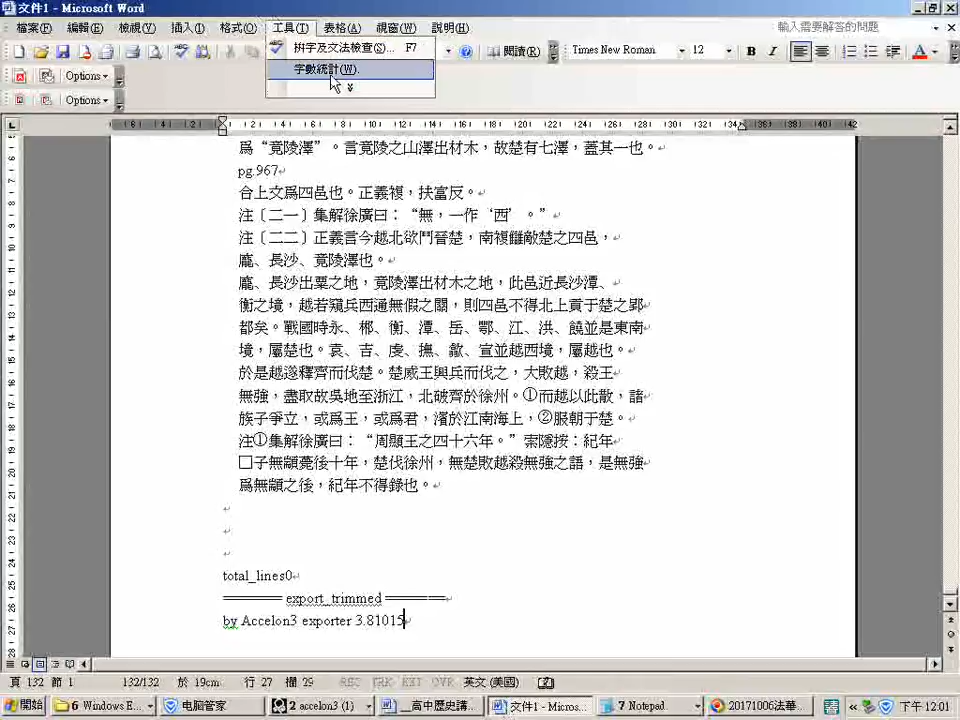 文件1 - Microsoft Word
檔案(F) 編輯(E) 檢視(V) 插入(I) 格式(O) 工具(T) 表格(A) 視窗(W) 說明(H) 輸入需要解答的問題
拼字及文法檢查(S)... F7
字數統計(W)...
閱讀(R) Times New Roman 12 B I A
Options
Options
爲“竟陵澤”。言竟陵之山澤出材木，故楚有七澤，蓋其一也。
pg.967
合上文爲四邑也。正義複，扶富反。
注〔二一〕集解徐廣曰：“無，一作‘西’。”
注〔二二〕正義言今越北欲鬥晉楚，南複讎敵楚之四邑，
龐、長沙、竟陵澤也。
龐、長沙出粟之地，竟陵澤出材木之地，此邑近長沙潭、
衡之境，越若窺兵西通無假之關，則四邑不得北上貢于楚之郢
都矣。戰國時永、郴、衡、潭、岳、鄂、江、洪、饒並是東南
境，屬楚也。袁、吉、虔、撫、歙、宣並越西境，屬越也。
於是越遂釋齊而伐楚。楚威王興兵而伐之，大敗越，殺王
無強，盡取故吳地至浙江，北破齊於徐州。①而越以此散，諸
族子爭立，或爲王，或爲君，濱於江南海上，②服朝于楚。
注①集解徐廣曰：“周顯王之四十六年。”索隱按：紀年
□子無顓薨後十年，楚伐徐州，無楚敗越殺無強之語，是無強
爲無顓之後，紀年不得錄也。
total_lines0
══════ export_trimmed ══════
by Accelon3 exporter 3.81015
頁 132 節 1 132/132 於 19cm 行 27 欄 29 REC TRK EXT OVR 英文 (美國)
開始 6 Windows E... 電腦管家 2 accelon3 (1) __高中歷史講... 文件1 - Micros... 7 Notepad 20171006法華... 下午 12:01